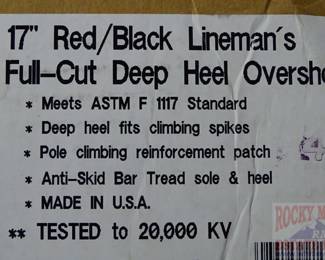 17" Red/Black Lineman's
Full-Cut Deep Heel Oversho
* Meets ASTM F 1117 Standard
* Deep heel fits climbing spikes
* Pole climbing reinforcement patch
* Anti-Skid Bar Tread sole & heel
* MADE IN U.S.A.
** TESTED to 20,000 KV
ROCKY M